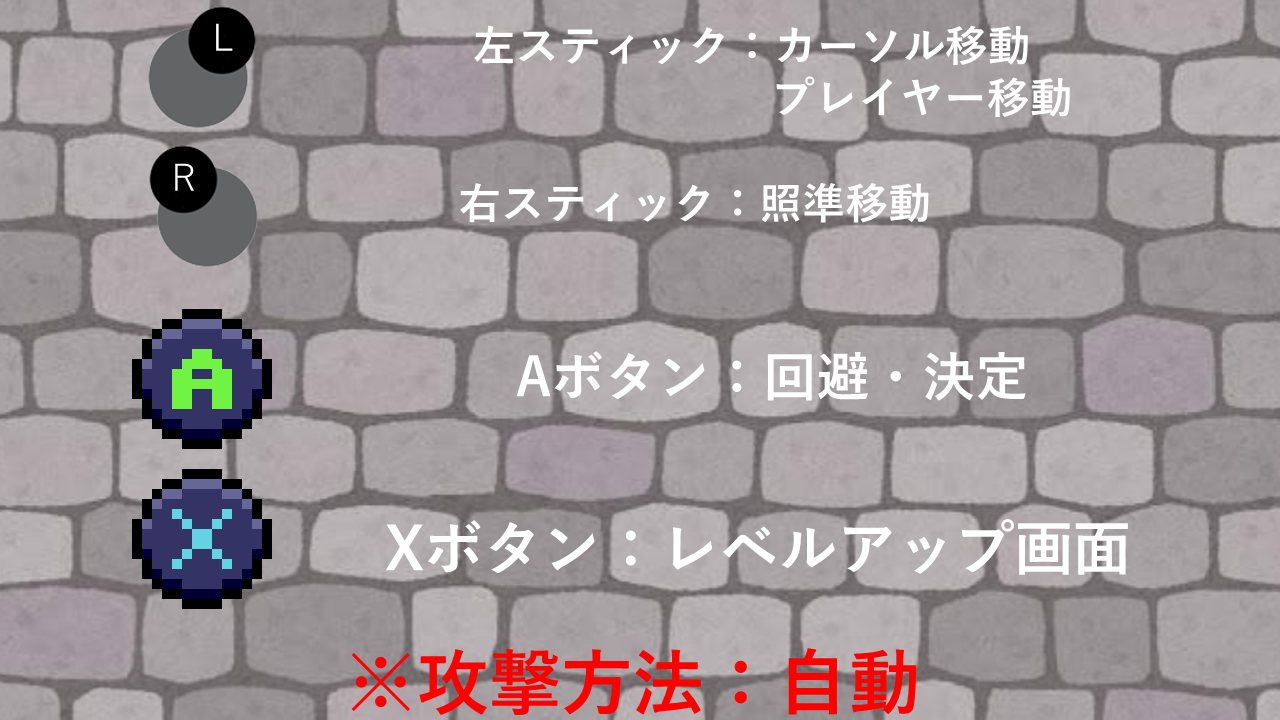 L
左スティック：カーソル移動
プレイヤー移動
R
右スティック：照準移動
A
Aボタン：回避・決定
X
Xボタン：レベルアップ画面
※攻撃方法：自動